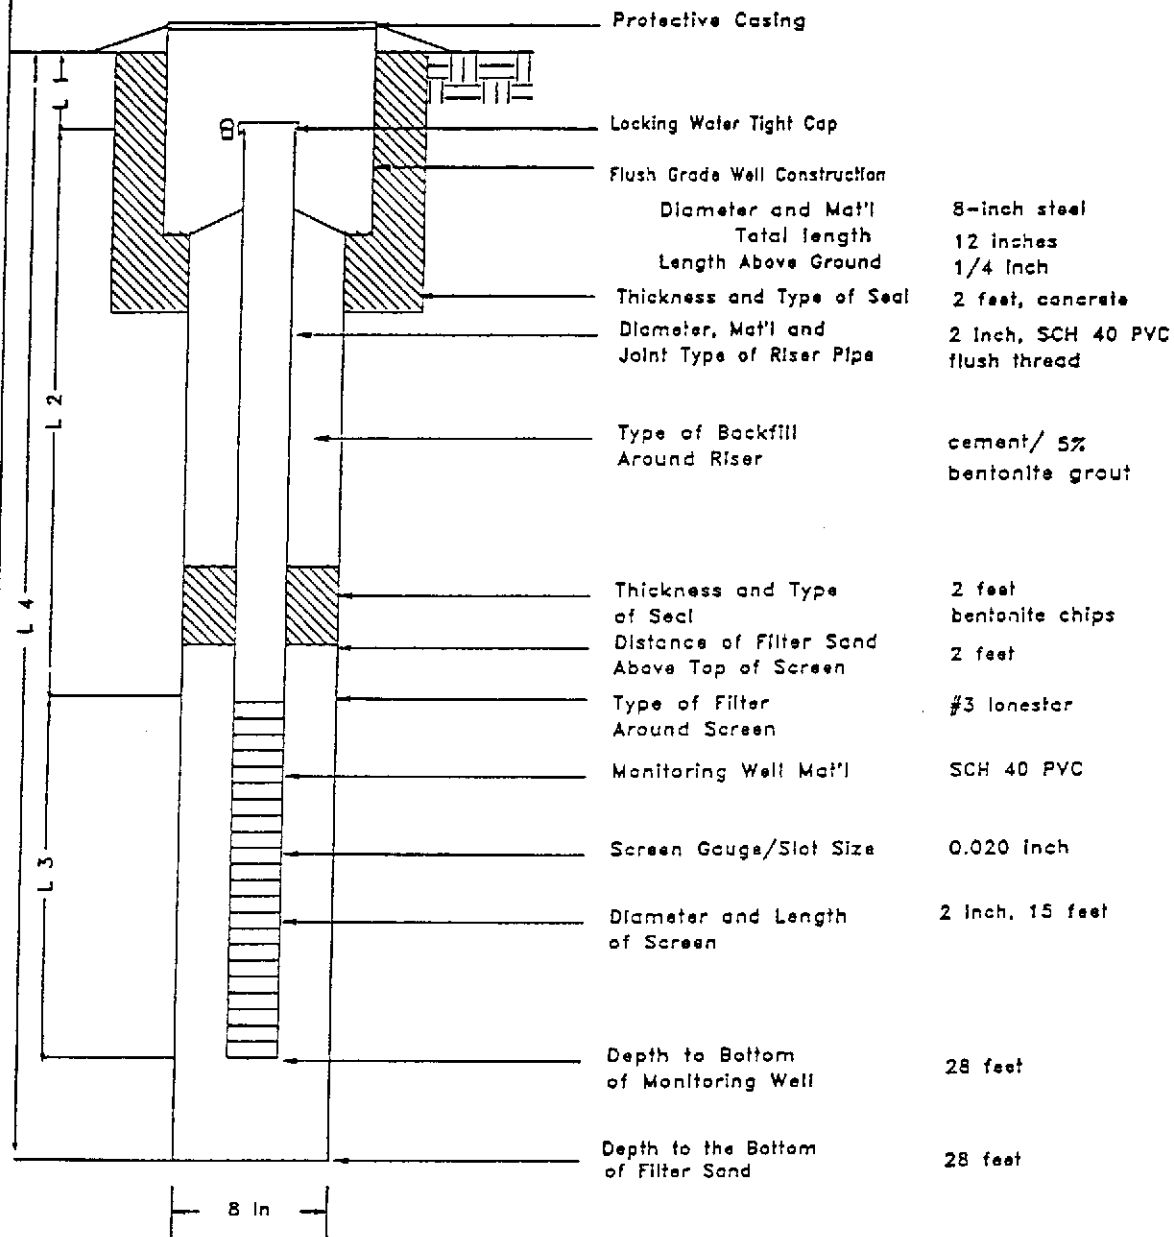 Protective Casing
L 1
Locking Water Tight Cap
Flush Grade Well Construction
Diameter and Mat'l 8-inch steel
Total length 12 inches
Length Above Ground 1/4 inch
Thickness and Type of Seal 2 feet, concrete
Diameter, Mat'l and 2 inch, SCH 40 PVC
Joint Type of Riser Pipe flush thread
L 2
Type of Backfill cement/ 5%
Around Riser bentonite grout
L 4
Thickness and Type 2 feet
of Seal bentonite chips
Distance of Filter Sand
Above Top of Screen 2 feet
Type of Filter #3 lonestar
Around Screen
Monitoring Well Mat'l SCH 40 PVC
L 3
Screen Gauge/Slot Size 0.020 inch
Diameter and Length 2 inch, 15 feet
of Screen
Depth to Bottom 28 feet
of Monitoring Well
Depth to the Bottom 28 feet
of Filter Sand
8 in